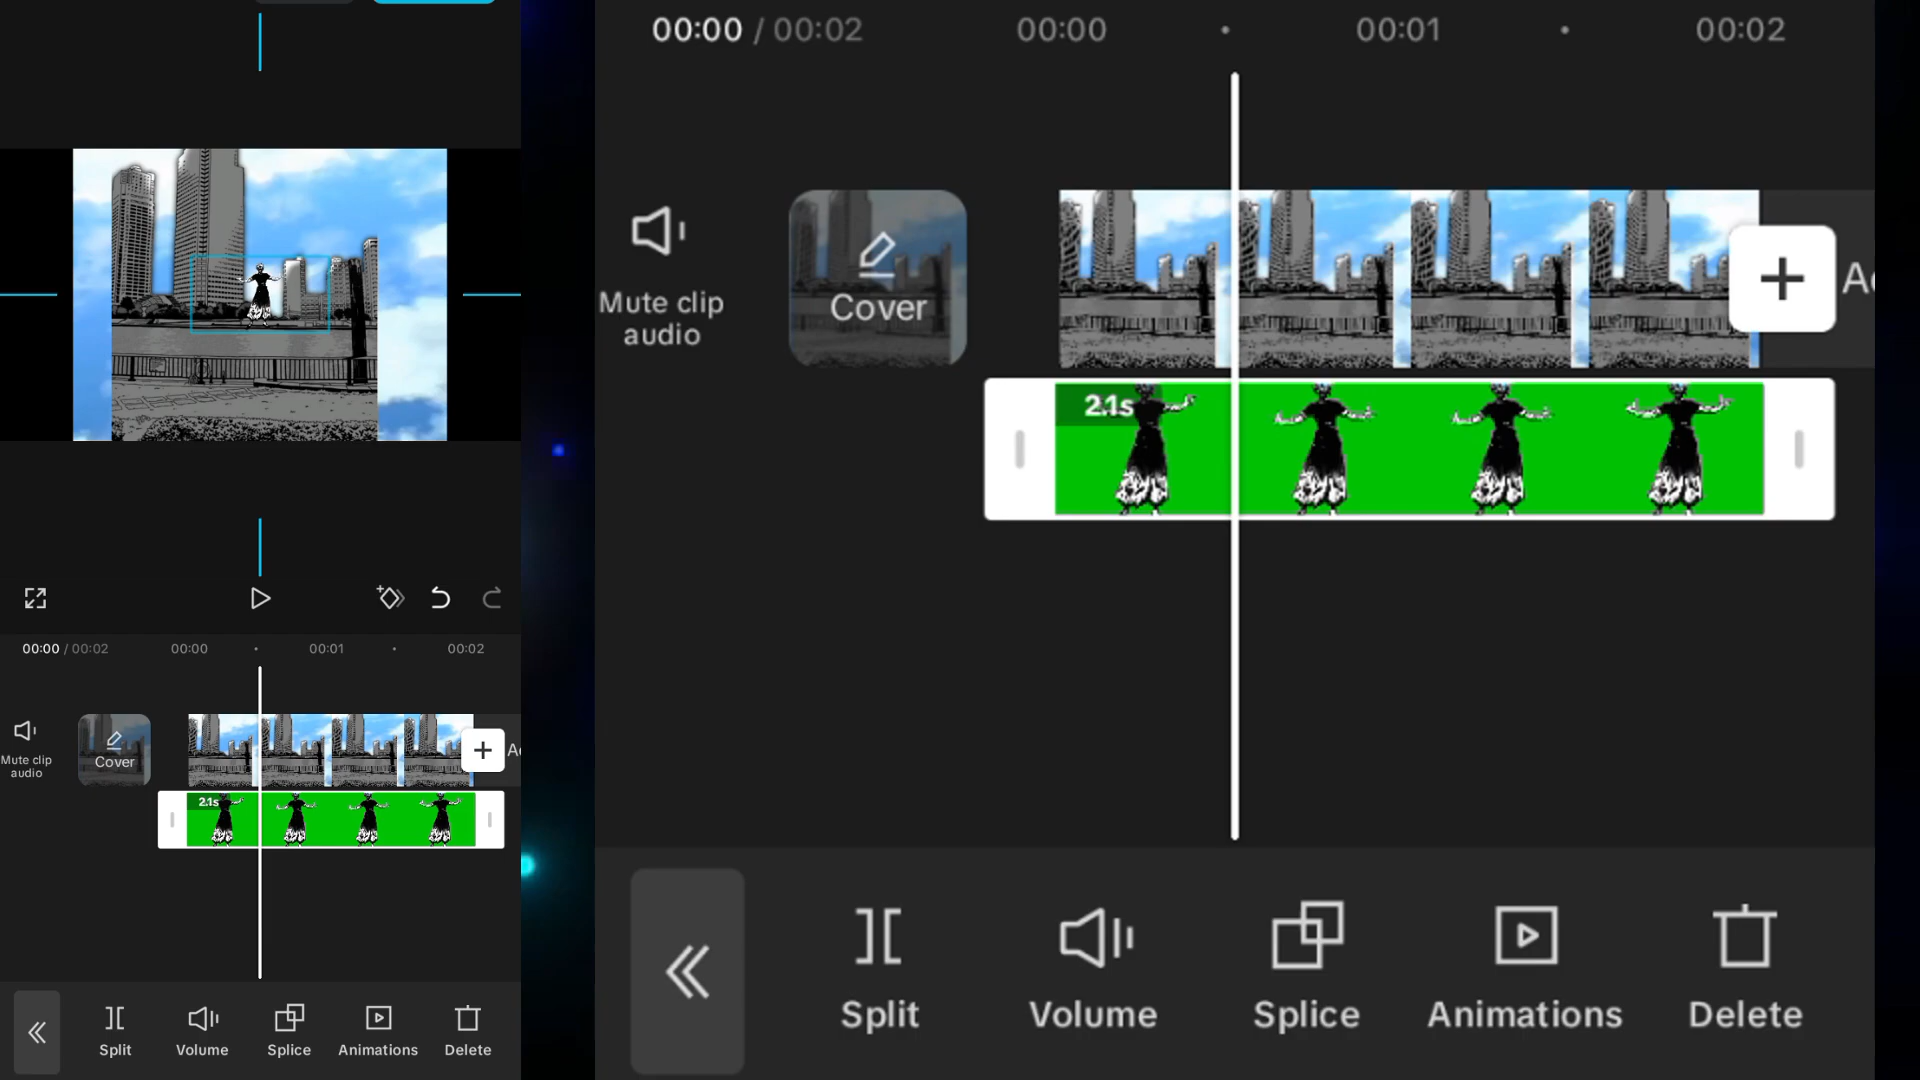 00:00 / 00:02 00:00 00:01 00:02
Mute clip
audio
Cover
2.1s
Split
Volume
Splice
Animations
Delete
00:00 / 00:02 00:00 00:01 00:02
Mute clip
audio
Cover
A
2.1s
Split
Volume
Splice
Animations
Delete